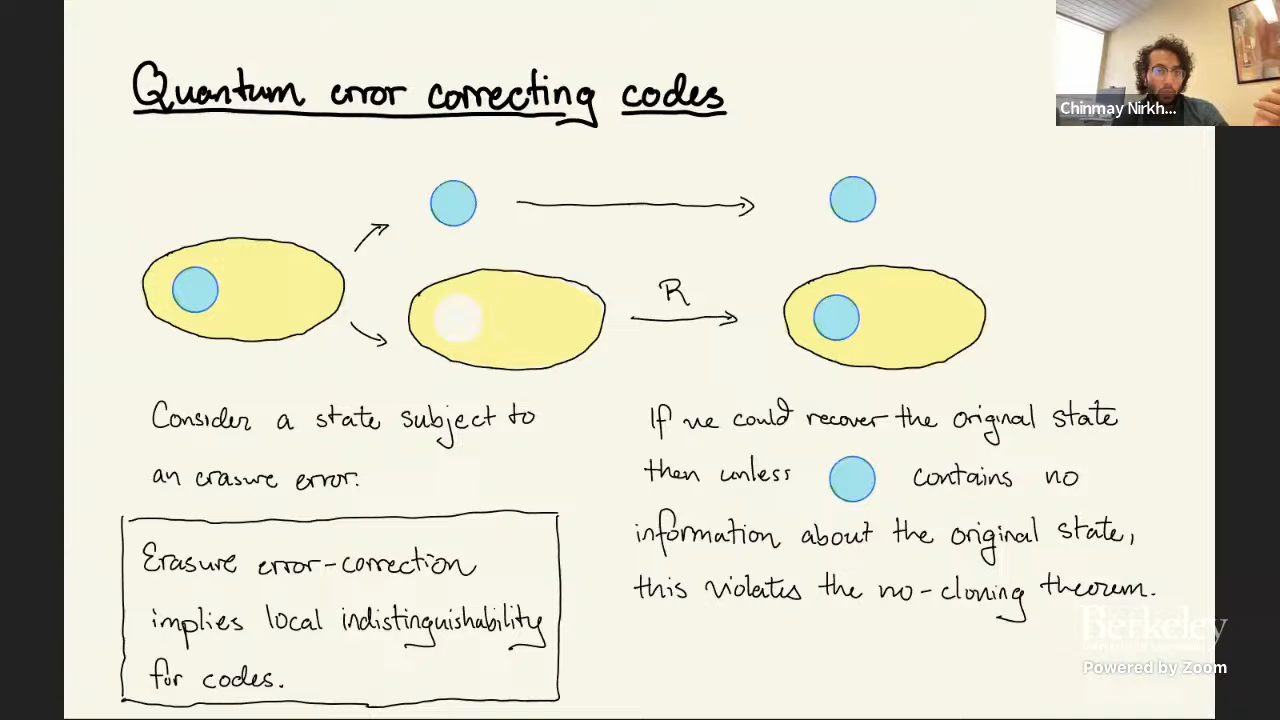 Quantum error correcting codes
Chinmay Nirkh...
R
Consider a state subject to
an erasure error.
If we could recover the original state
then unless contains no
information about the original state,
this violates the no-cloning theorem.
Erasure error-correction
implies local indistinguishability
for codes.
Berkeley
Powered by Zoom